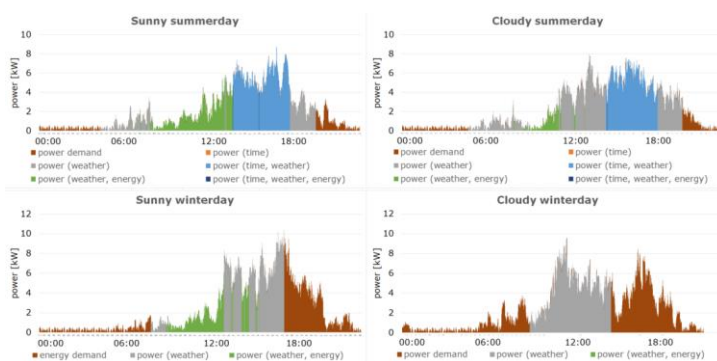 Sunny summerday
power [kW]
10
8
6
4
2
0
00:00 06:00 12:00 18:00
power demand power (time)
power (weather) power (time, weather)
power (weather, energy) power (time, weather, energy)
Cloudy summerday
power [kW]
10
8
6
4
2
0
00:00 06:00 12:00 18:00
power demand power (time)
power (weather) power (time, weather)
power (weather, energy) power (time, weather, energy)
Sunny winterday
power [kW]
12
10
8
6
4
2
0
00:00 06:00 12:00 18:00
energy demand power (weather) power (weather, energy)
Cloudy winterday
power [kW]
12
10
8
6
4
2
0
00:00 06:00 12:00 18:00
power demand power (weather) power (weather, energy)